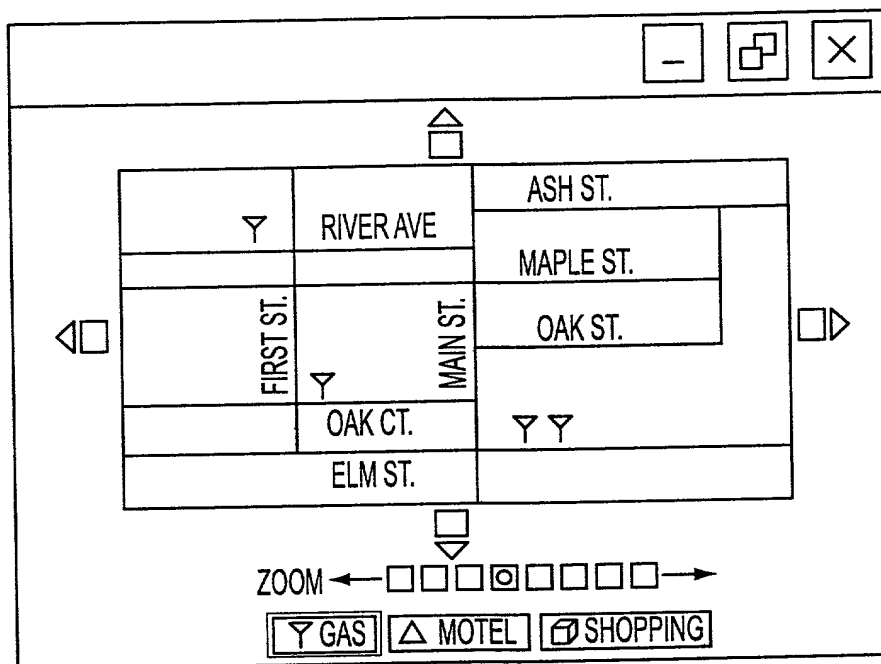 ASH ST.
RIVER AVE
MAPLE ST.
FIRST ST.
MAIN ST.
OAK ST.
OAK CT.
ELM ST.
ZOOM
GAS
MOTEL
SHOPPING